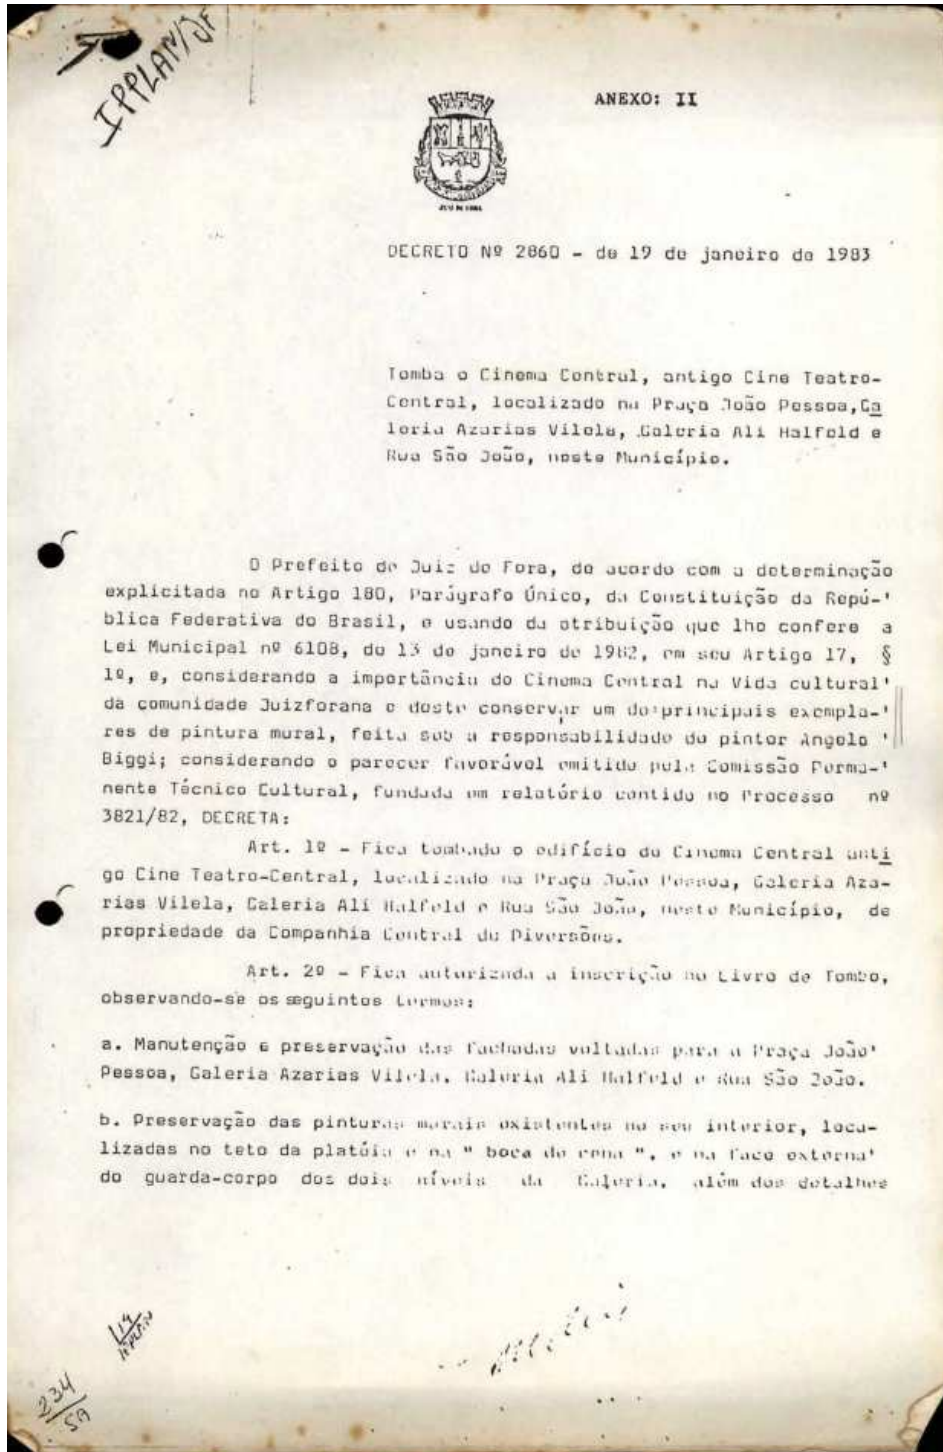 IPPLAN/JF
ANEXO: II
JUIZ DE FORA
DECRETO Nº 2860 - de 19 de janeiro de 1983
Tomba o Cinema Central, antigo Cine Teatro-
Central, localizado na Praça João Pessoa,Ga
leria Azarias Vilela, Galeria Ali Halfeld e
Rua São João, neste Município.
O Prefeito de Juiz de Fora, de acordo com a determinação
explicitada no Artigo 180, Parágrafo Único, da Constituição da Repú-'
blica Federativa do Brasil, e usando da atribuição que lhe confere a
Lei Municipal nº 6108, de 13 de janeiro de 1982, em seu Artigo 17, §
1º, e, considerando a importância do Cinema Central na Vida cultural'
da comunidade Juizforana e deste conservar um do principais exempla-'
res de pintura mural, feita sob a responsabilidade do pintor Angelo '
Biggi; considerando o parecer favorável emitido pela Comissão Perma-'
nente Técnico Cultural, fundada em relatório contido no Processo nº
3821/82, DECRETA:
Art. 1º - Fica tombado o edifício do Cinema Central anti
go Cine Teatro-Central, localizado na Praça João Pessoa, Galeria Aza-
rias Vilela, Galeria Ali Halfeld e Rua São João, neste Município, de
propriedade da Companhia Central de Diversões.
Art. 2º - Fica autorizada a inscrição no Livro de Tombo,
observando-se os seguintes termos:
a. Manutenção e preservação das fachadas voltadas para a Praça João'
Pessoa, Galeria Azarias Vilela, Galeria Ali Halfeld e Rua São João.
b. Preservação das pinturas murais existentes no seu interior, loca-
lizadas no teto da platéia e na " boca de cena ", e na face externa'
do guarda-corpo dos dois níveis da Galeria, além dos detalhes
114
IPPLAN
234
SA